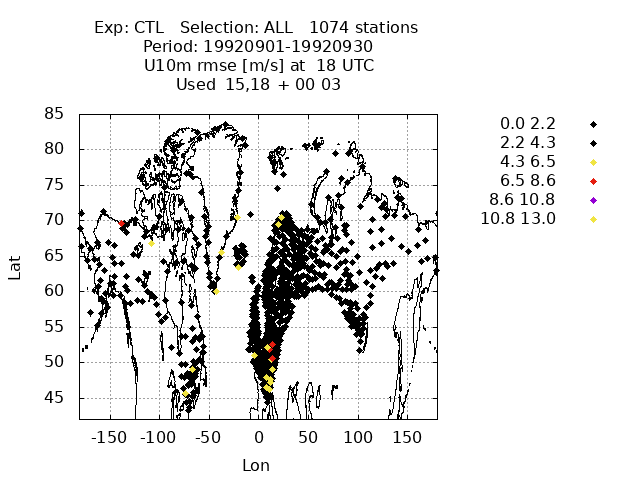 Exp: CTL   Selection: ALL   1074 stations
Period: 19920901-19920930
U10m rmse [m/s] at  18 UTC
Used  15,18 + 00 03
85
80
75
70
65
60
55
50
45
Lat
-150 -100 -50 0 50 100 150
Lon
0.0 2.2
2.2 4.3
4.3 6.5
6.5 8.6
8.6 10.8
10.8 13.0